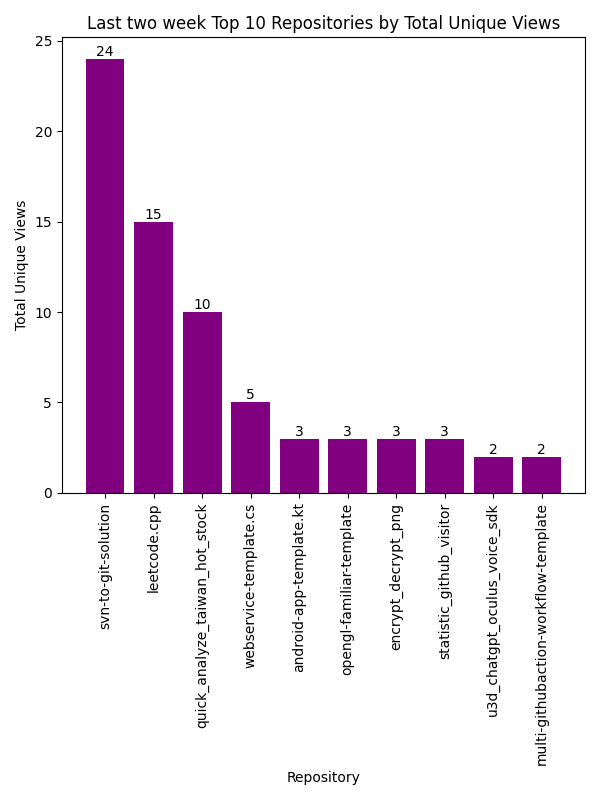 Last two week Top 10 Repositories by Total Unique Views
Total Unique Views
25
20
15
10
5
0
24
15
10
5
3
3
3
3
2
2
svn-to-git-solution
leetcode.cpp
quick_analyze_taiwan_hot_stock
webservice-template.cs
android-app-template.kt
opengl-familiar-template
encrypt_decrypt_png
statistic_github_visitor
u3d_chatgpt_oculus_voice_sdk
multi-githubaction-workflow-template
Repository